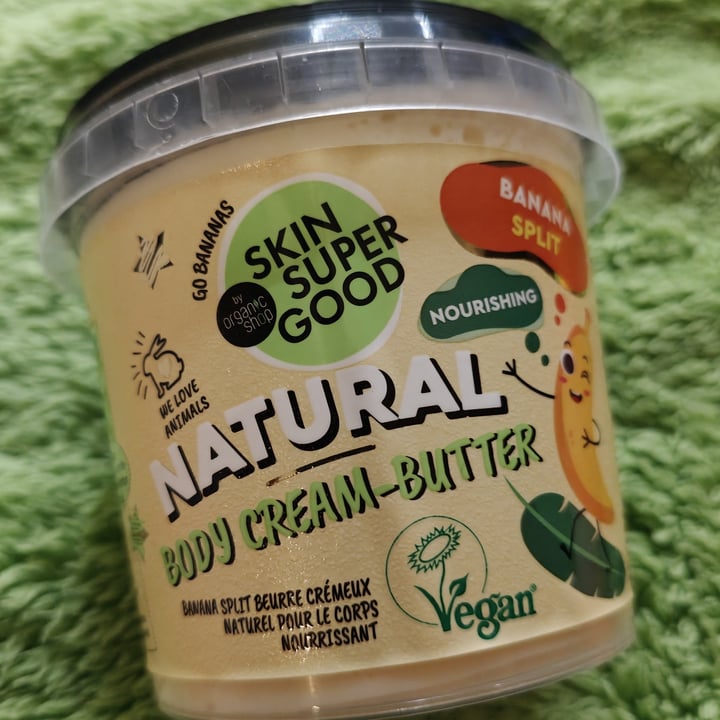 GO BANANAS
SKIN
SUPER
GOOD
by
organic
shop
BANANA
SPLIT
NOURISHING
WE LOVE
ANIMALS
NATURAL
BODY CREAM-BUTTER
BANANA SPLIT BEURRE CRÉMEUX
NATUREL POUR LE CORPS
NOURRISSANT
Vegan®